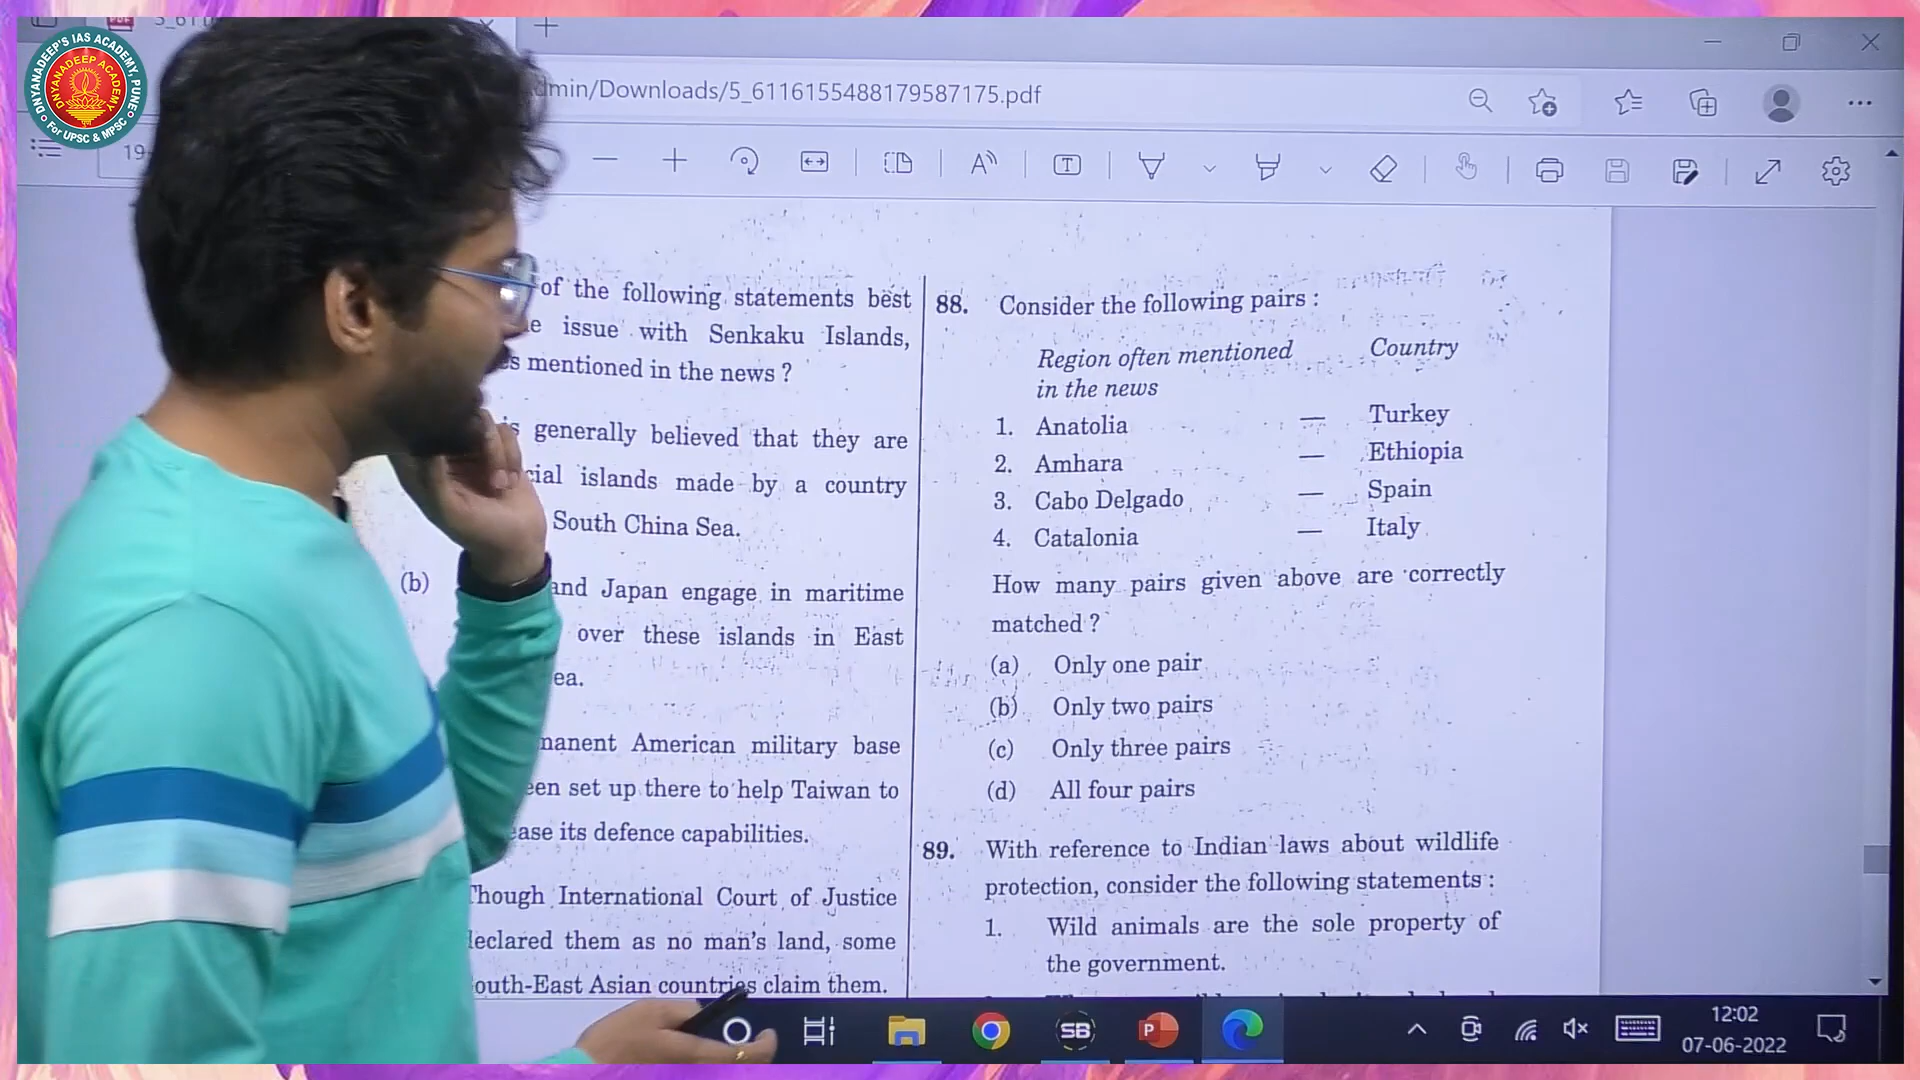 DNYANADEEP'S IAS ACADEMY, PUNE
DNYANADEEP ACADEMY
For UPSC & MPSC
dmin/Downloads/5_6116155488179587175.pdf
19
of the following statements best
issue with Senkaku Islands,
mentioned in the news ?
generally believed that they are
islands made by a country
South China Sea.
(b)
and Japan engage in maritime
over these islands in East
ea.
manent American military base
een set up there to help Taiwan to
ease its defence capabilities.
Though International Court of Justice
declared them as no man's land, some
outh-East Asian countries claim them.
88. Consider the following pairs :
Region often mentioned Country
in the news
1. Anatolia — Turkey
2. Amhara — Ethiopia
3. Cabo Delgado — Spain
4. Catalonia — Italy
How many pairs given above are correctly
matched ?
(a) Only one pair
(b) Only two pairs
(c) Only three pairs
(d) All four pairs
89. With reference to Indian laws about wildlife
protection, consider the following statements :
1. Wild animals are the sole property of
the government.
SB
P
12:02
07-06-2022